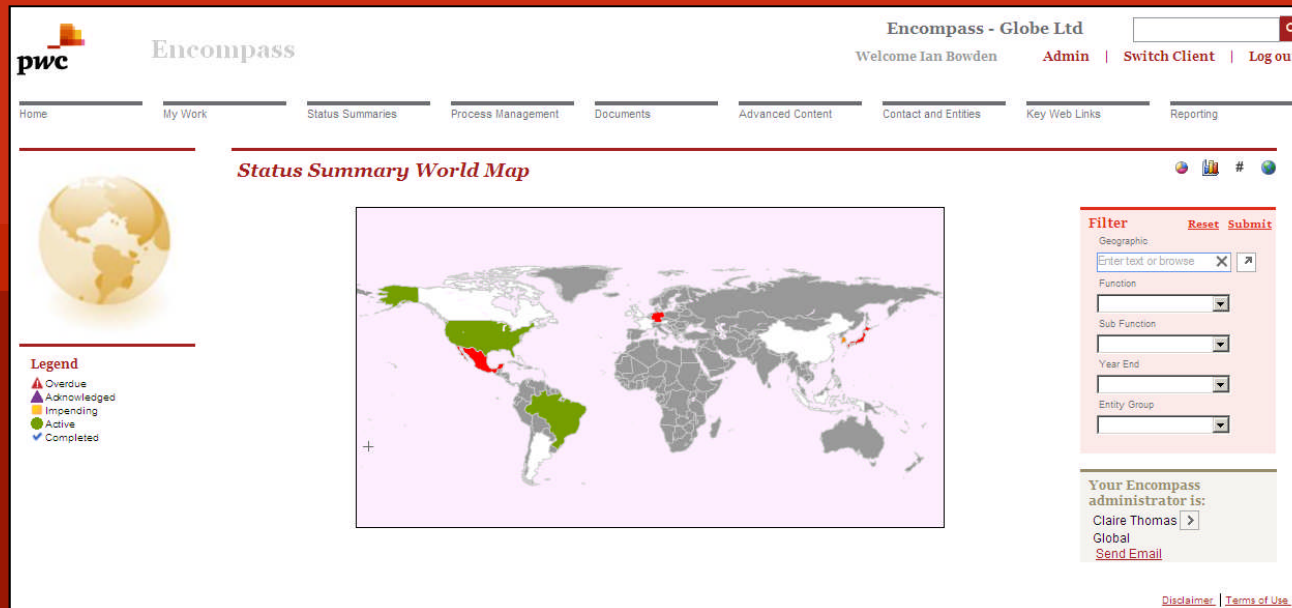 pwc
Encompass
Encompass - Globe Ltd
Welcome Ian Bowden Admin | Switch Client | Log ou
Home My Work Status Summaries Process Management Documents Advanced Content Contact and Entities Key Web Links Reporting
Status Summary World Map
#
Legend
Overdue
Acknowledged
Impending
Active
Completed
Filter Reset Submit
Geographic
Enter text or browse
Function
Sub Function
Year End
Entity Group
Your Encompass
administrator is:
Claire Thomas
Global
Send Email
Disclaimer | Terms of Use